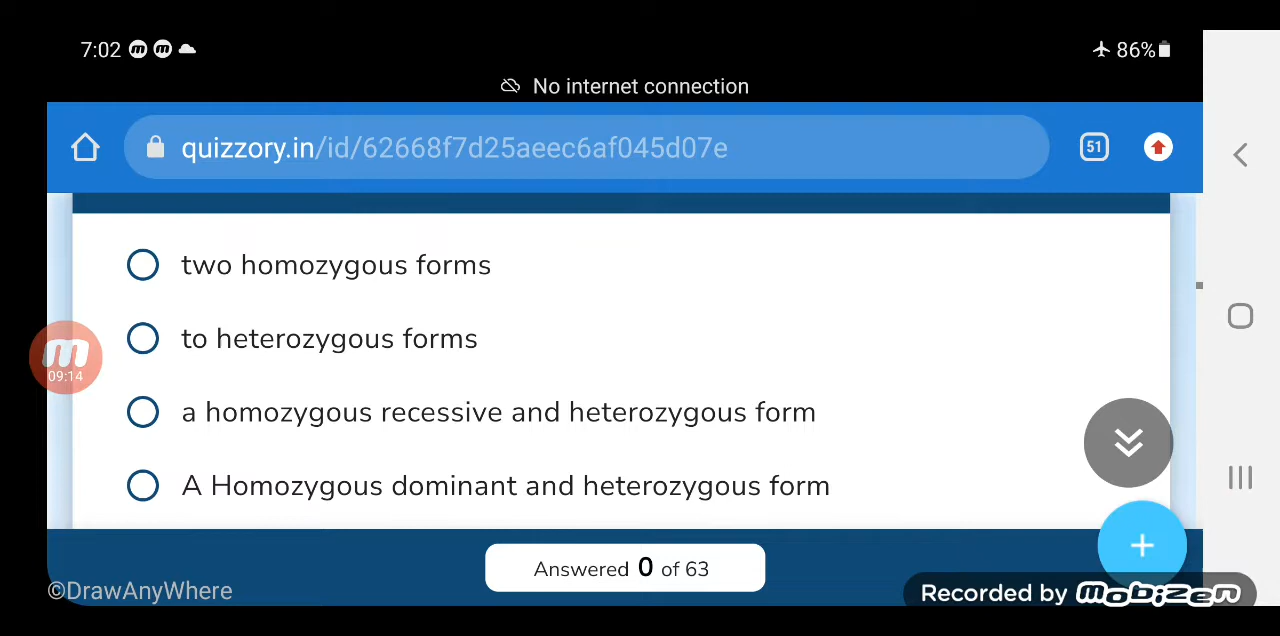 7:02
86%
No internet connection
quizzory.in/id/62668f7d25aeec6af045d07e
51
two homozygous forms
to heterozygous forms
09:14
a homozygous recessive and heterozygous form
A Homozygous dominant and heterozygous form
Answered 0 of 63
©DrawAnyWhere
Recorded by mobizen